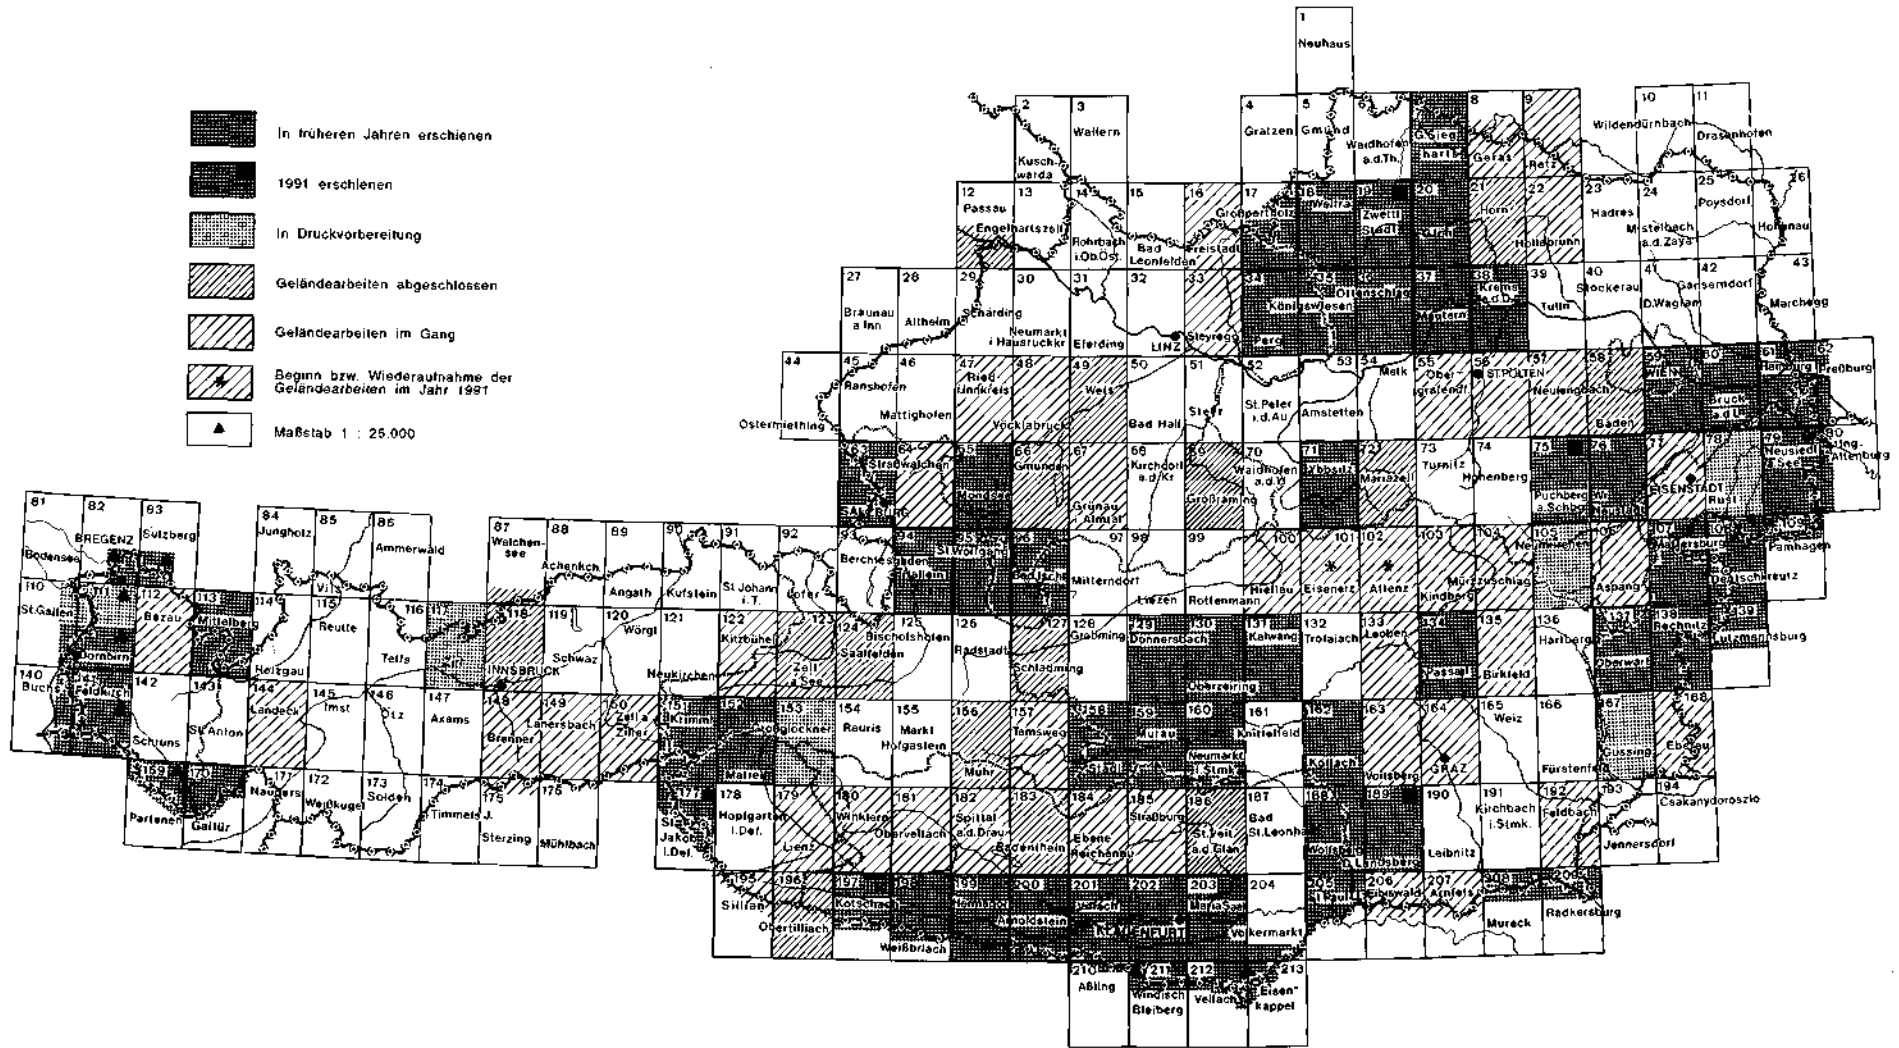 In früheren Jahren erschienen
1991 erschienen
In Druckvorbereitung
Geländearbeiten abgeschlossen
Geländearbeiten im Gang
Beginn bzw. Wiederaufnahme der
Geländearbeiten im Jahr 1991
Maßstab 1 : 25.000
1
Neuhaus
2
Kusch-
warda
3
Wallern
4
Gratzen
5
Gmünd
6
Waidhofen
a.d.Th.
G.Sieg
harts
8
Geras
9
Retz
10
Wildendürnbach
11
Drasenhofen
12
Passau
13
Engelhartszell
14
Rohrbach
i.Ob.Öst.
15
Bad
Leonfelden
16
Freistadt
17
Großpertholz
18
Weitra
19
Zwettl
Stadt
20
21
Horn
22
Hollabrunn
23
Hadres
24
Mistelbach
a.d.Zaya
25
Poysdorf
26
Hohenau
27
Braunau
a Inn
28
Altheim
29
Schärding
30
Neumarkt
i Hausruckkr
31
Eferding
32
LINZ
33
Steyregg
34
Perg
35
Königswiesen
36
Ottenschlag
37
Mautern
38
Krems
a.d.D.
39
Tulln
40
Stockerau
41
D.Wagram
42
Gänserndorf
43
Marchegg
44
Ostermiething
45
Ranshofen
46
Mattighofen
47
Ried
i.Innkreis
48
Vöcklabruck
49
Wels
50
Bad Hall
51
Steyr
52
St.Peter
i.d.Au
53
Amstetten
54
Melk
55
Ober-
grafendf.
56
ST.PÖLTEN
57
Neulengbach
58
Baden
59
WIEN
60
Bruck
a.d.L.
61
Hainburg
62
Preßburg
63
SALZBURG
64
Straßwalchen
65
Mondsee
66
Gmunden
67
Grünau
i Almtal
68
Kirchdorf
a.d.Kr
69
Großraming
70
Waidhofen
a.d.Y
71
Ybbsitz
72
Mariazell
73
Türnitz
74
Hohenberg
75
Puchberg
a.Schbg
76
Wr.
Neustadt
77
EISENSTADT
78
Rust
79
Neusiedl
a See
80
Ung.-
Altenburg
81
Bodensee
82
BREGENZ
83
Sulzberg
84
Jungholz
85
Vils
86
Ammerwald
87
Walchen-
see
88
Achenkch.
89
Angath
90
Kufstein
91
St.Johann
i.T.
92
Lofer
93
Berchtesgaden
94
Hallein
95
St.Wolfgang
96
Bad Ischl
97
Mitterndorf
98
Liezen
99
Rottenmann
100
Hieflau
101
Eisenerz
102
Aflenz
103
Kindberg
104
Mürzzuschlag
105
Neunkirchen
106
Aspang
107
Mattersburg
108
Deutschkreutz
109
Pamhagen
110
St.Gallen
111
Dornbirn
112
Bezau
113
Mittelberg
114
Holzgau
115
Reutte
116
Telfs
117
Zirl
118
INNSBRUCK
119
Schwaz
120
Wörgl
121
Neukirchen
122
Kitzbühel
123
Zell
a See
124
Saalfelden
125
Bischofshofen
126
Radstadt
127
Schladming
128
Gröbming
129
Donnersbach
130
Oberzeiring
131
Kalwang
132
Trofaiach
133
Leoben
134
Passail
135
Birkfeld
136
Hartberg
137
Oberwart
138
Rechnitz
139
Lutzmannsburg
140
Buchs
141
Feldkirch
142
Schruns
143
St.Anton
144
Landeck
145
Imst
146
Ötz
147
Axams
148
Brenner
149
Lanersbach
150
Zell a
Ziller
151
Krimml
152
Matrei
153
Großglockner
154
Rauris
155
Markt
Hofgastein
156
Muhr
157
Tamsweg
158
Stadl
159
Murau
160
Neumarkt
i.Stmk
161
Knittelfeld
162
Köflach
163
Voitsberg
164
GRAZ
165
Weiz
166
Fürstenfeld
167
Güssing
168
Eberau
169
Partenen
170
Galtür
171
Nauders
172
Weißkugel
173
Sölden
174
Timmels J.
175
Sterzing
176
Mühlbach
177
St.
Jakob
i.Def.
178
Hopfgarten
i.Def.
179
Lienz
180
Winklern
181
Obervellach
182
Spittal
a.d.Drau
183
Radenthein
184
Ebene
Reichenau
185
Straßburg
186
St.Veit
a.d.Glan
187
Bad
St.Leonhard
188
Wolfsberg
189
D.Landsberg
190
Leibnitz
191
Kirchbach
i.Stmk.
192
Feldbach
193
Jennersdorf
194
Csakanydoroszlo
195
Sillian
196
Obertilliach
197
Kötschach
198
Weißbriach
199
Hermagor
200
Arnoldstein
201
Villach
202
KLAGENFURT
203
Maria Saal
204
Völkermarkt
205
St Paul
206
Eibiswald
207
Arnfels
208
Mureck
209
Radkersburg
210
Aßling
211
Windisch
Bleiberg
212
Vellach
213
Eisen-
kappel